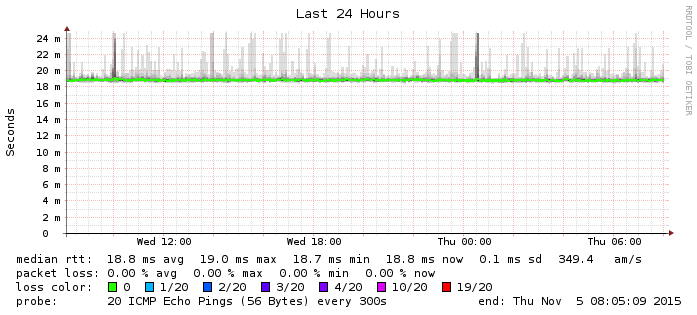 Last 24 Hours
RRDTOOL / TOBI OETIKER
Seconds
24 m
22 m
20 m
18 m
16 m
14 m
12 m
10 m
8 m
6 m
4 m
2 m
0
Wed 12:00 Wed 18:00 Thu 00:00 Thu 06:00
median rtt: 18.8 ms avg 19.0 ms max 18.7 ms min 18.8 ms now 0.1 ms sd 349.4 am/s
packet loss: 0.00 % avg 0.00 % max 0.00 % min 0.00 % now
loss color: 0 1/20 2/20 3/20 4/20 10/20 19/20
probe: 20 ICMP Echo Pings (56 Bytes) every 300s end: Thu Nov 5 08:05:09 2015